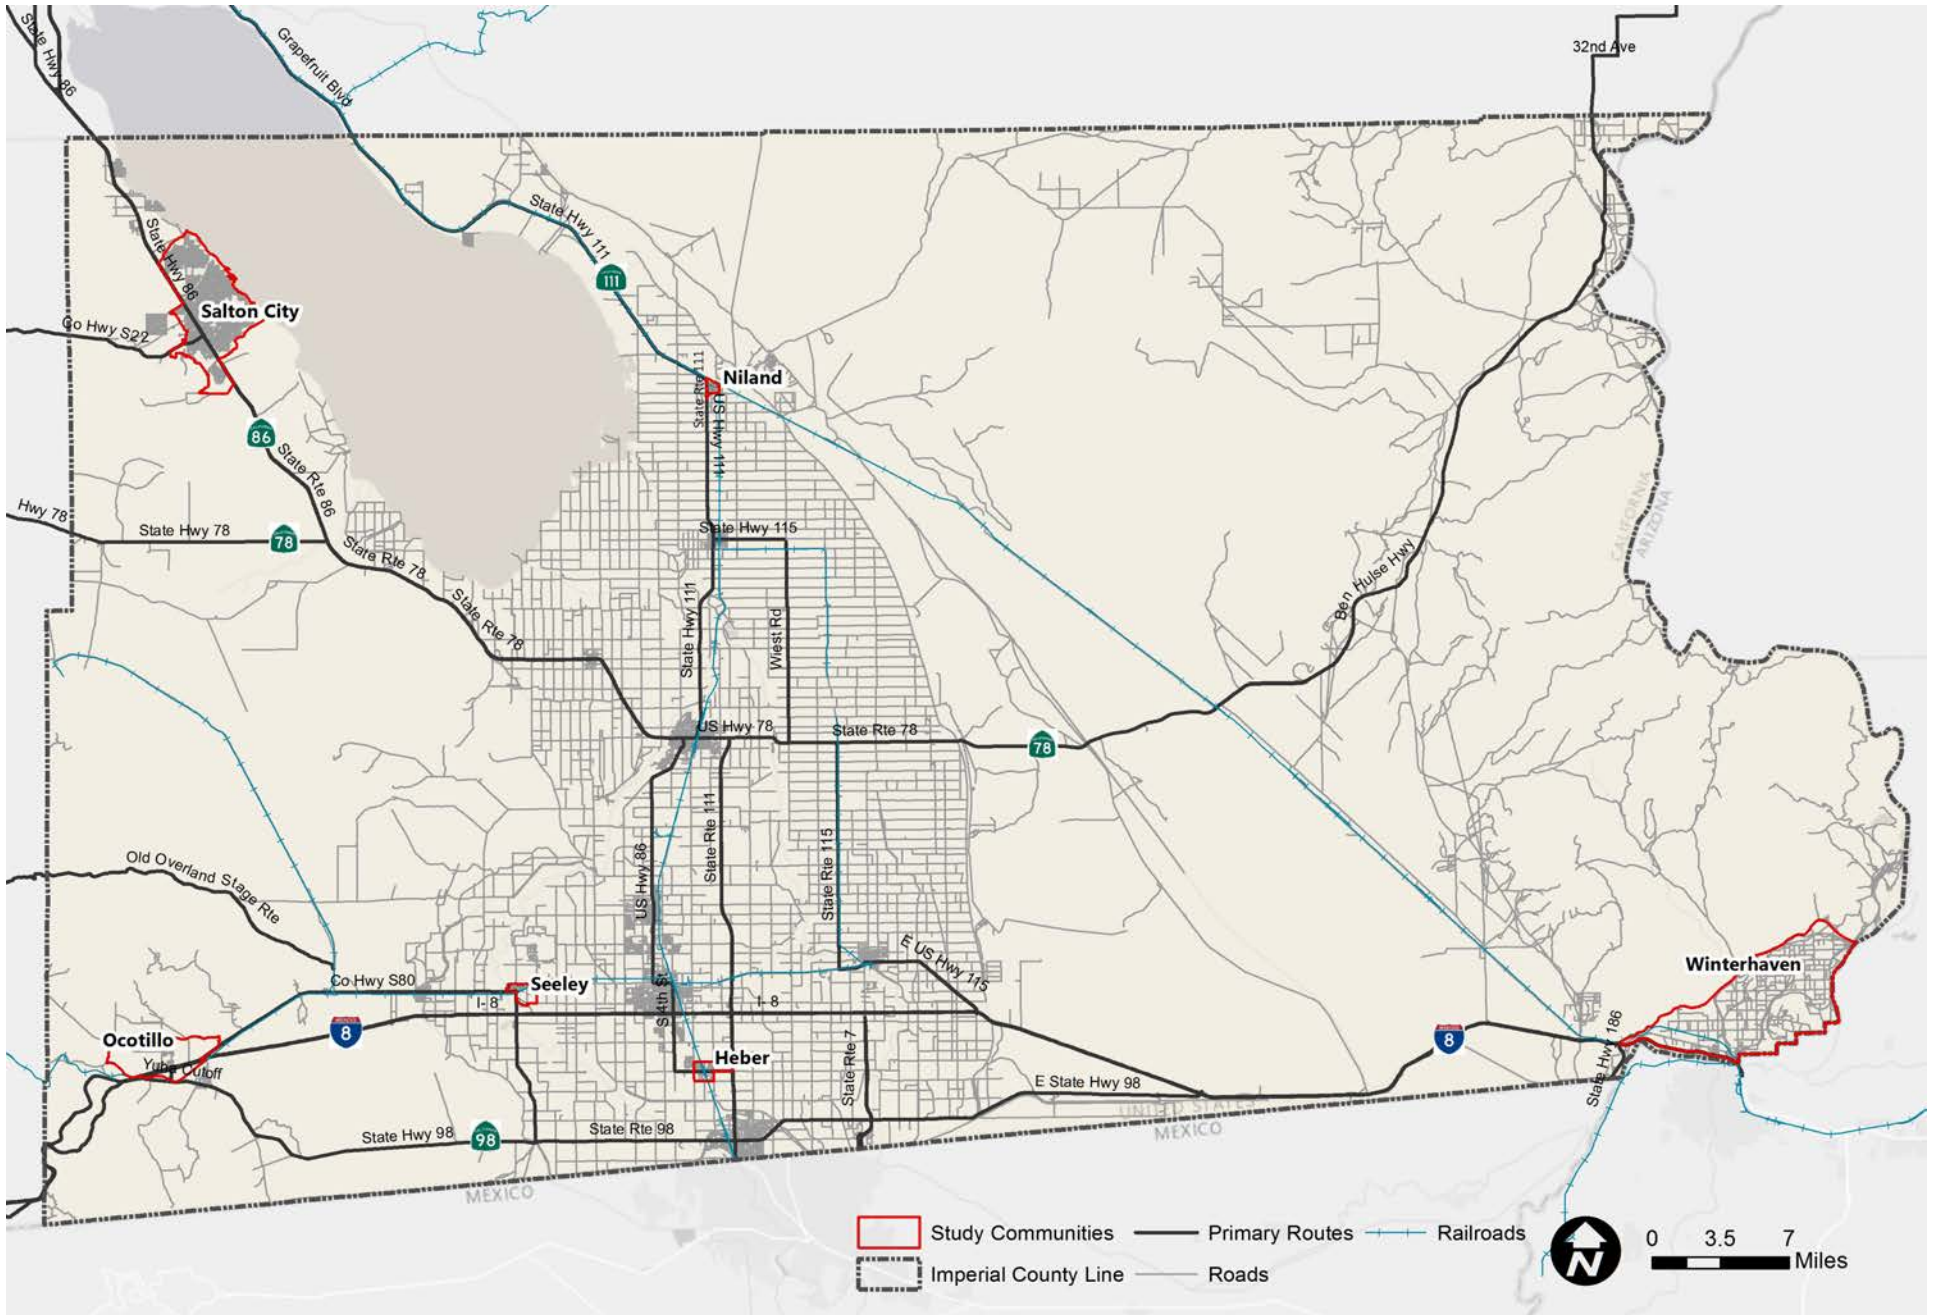 State Hwy 86
Grapefruit Blvd
32nd Ave
State Hwy 111
111
State Hwy 86
Salton City
Co Hwy S22
Niland
State Rte 111
US Hwy 111
86
State Rte 86
Hwy 78
State Hwy 78
78
State Hwy 115
State Rte 78
CALIFORNIA
ARIZONA
Ben Hulse Hwy
State Rte 78
State Hwy 111
Wiest Rd
US Hwy 78
State Rte 78
78
State Rte 111
State Rte 115
US Hwy 86
Old Overland Stage Rte
E US Hwy 115
Winterhaven
Co Hwy S80
Seeley
I- 8
S 4th St
I- 8
8
8
Ocotillo
Yuba Cutoff
Heber
State Rte 7
State Hwy 186
E State Hwy 98
UNITED STATES
MEXICO
State Hwy 98
98
State Rte 98
MEXICO
Study Communities
Primary Routes
Railroads
Imperial County Line
Roads
N
0 3.5 7
Miles